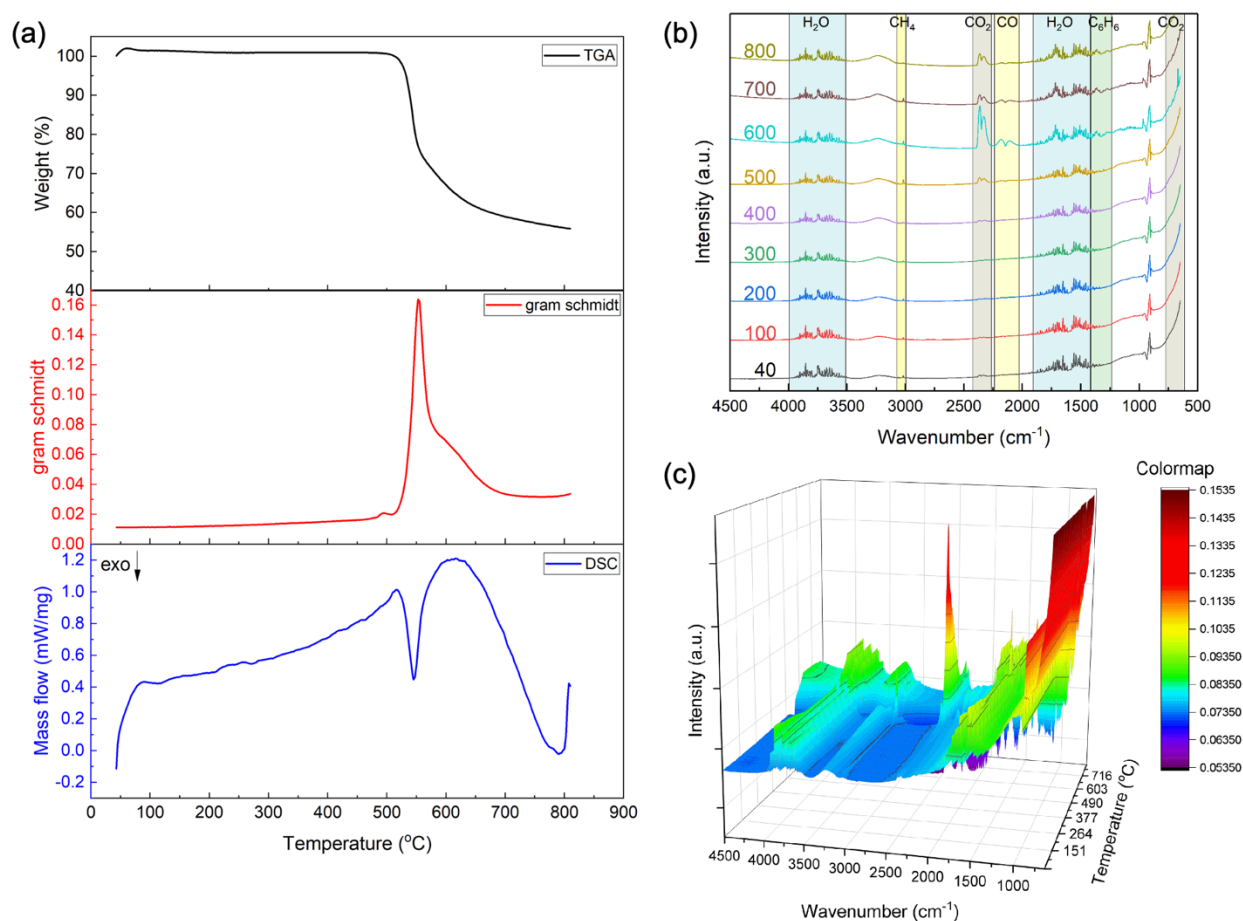 (a)
TGA
100
90
80
70
60
50
40
Weight (%)
gram schmidt
0.16
0.14
0.12
0.10
0.08
0.06
0.04
0.02
0.00
gram schmidt
exo
DSC
1.2
1.0
0.8
0.6
0.4
0.2
0.0
-0.2
Mass flow (mW/mg)
0 100 200 300 400 500 600 700 800 900
Temperature (°C)
(b)
H₂O CH₄ CO₂ CO H₂O C₆H₆ CO₂
800
700
600
500
400
300
200
100
40
Intensity (a.u.)
4500 4000 3500 3000 2500 2000 1500 1000 500
Wavenumber (cm⁻¹)
(c)
Colormap
0.1535
0.1435
0.1335
0.1235
0.1135
0.1035
0.09350
0.08350
0.07350
0.06350
0.05350
Intensity (a.u.)
716
603
490
377
264
151
Temperature (°C)
4500 4000 3500 3000 2500 2000 1500 1000
Wavenumber (cm⁻¹)